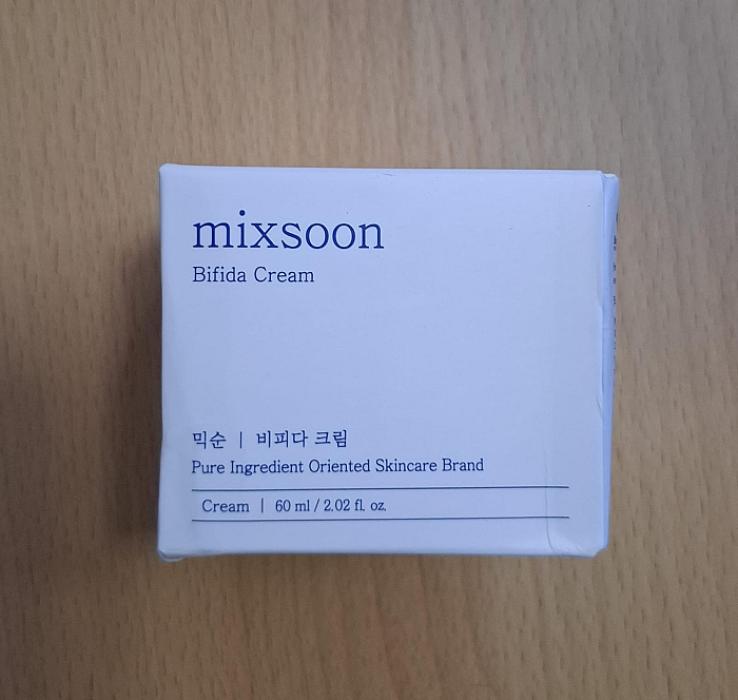 mixsoon
Bifida Cream
믹순 | 비피다 크림
Pure Ingredient Oriented Skincare Brand
Cream | 60 ml / 2.02 fl. oz.